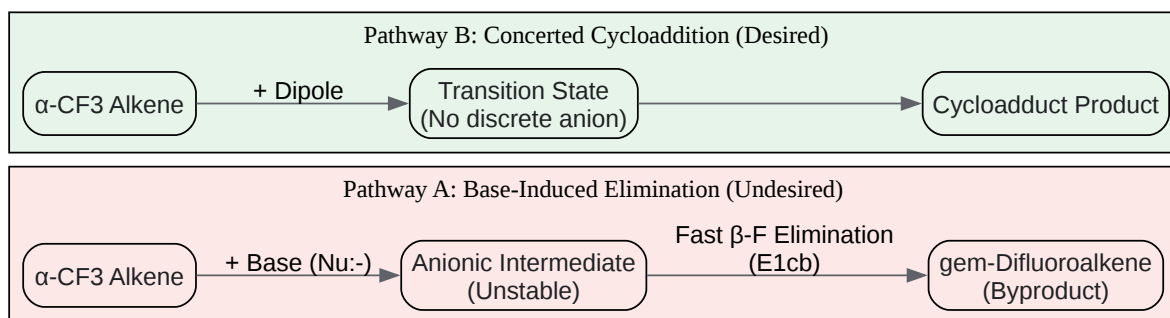 Pathway B: Concerted Cycloaddition (Desired)
α-CF3 Alkene
+ Dipole
Transition State
(No discrete anion)
Cycloadduct Product
Pathway A: Base-Induced Elimination (Undesired)
α-CF3 Alkene
+ Base (Nu:-)
Anionic Intermediate
(Unstable)
Fast β-F Elimination
(E1cb)
gem-Difluoroalkene
(Byproduct)